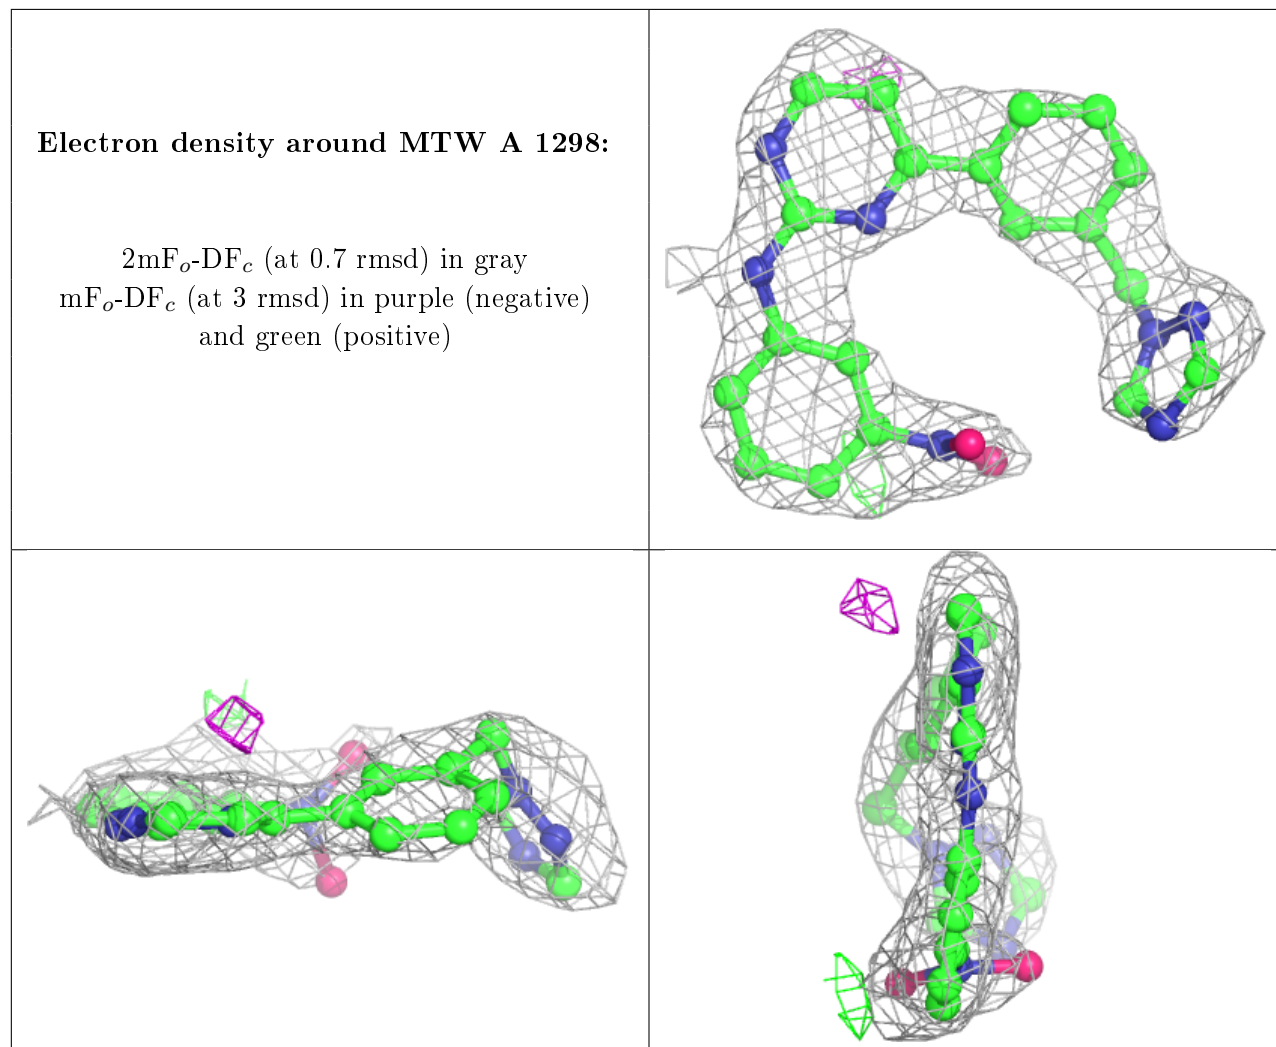 Electron density around MTW A 1298:
2mFo-DFc (at 0.7 rmsd) in gray
mFo-DFc (at 3 rmsd) in purple (negative)
and green (positive)